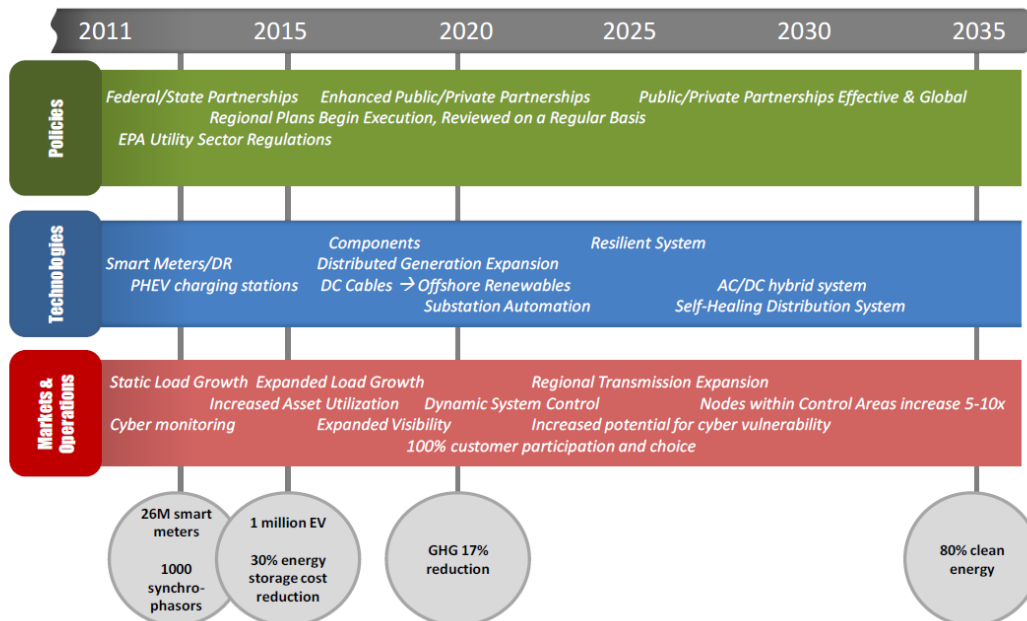 2011 2015 2020 2025 2030 2035
Policies
Federal/State Partnerships Enhanced Public/Private Partnerships Public/Private Partnerships Effective & Global
Regional Plans Begin Execution, Reviewed on a Regular Basis
EPA Utility Sector Regulations
Technologies
Components Resilient System
Smart Meters/DR Distributed Generation Expansion
PHEV charging stations DC Cables → Offshore Renewables AC/DC hybrid system
Substation Automation Self-Healing Distribution System
Markets &
Operations
Static Load Growth Expanded Load Growth Regional Transmission Expansion
Increased Asset Utilization Dynamic System Control Nodes within Control Areas increase 5-10x
Cyber monitoring Expanded Visibility Increased potential for cyber vulnerability
100% customer participation and choice
26M smart
meters
1000
synchro-
phasors
1 million EV
30% energy
storage cost
reduction
GHG 17%
reduction
80% clean
energy